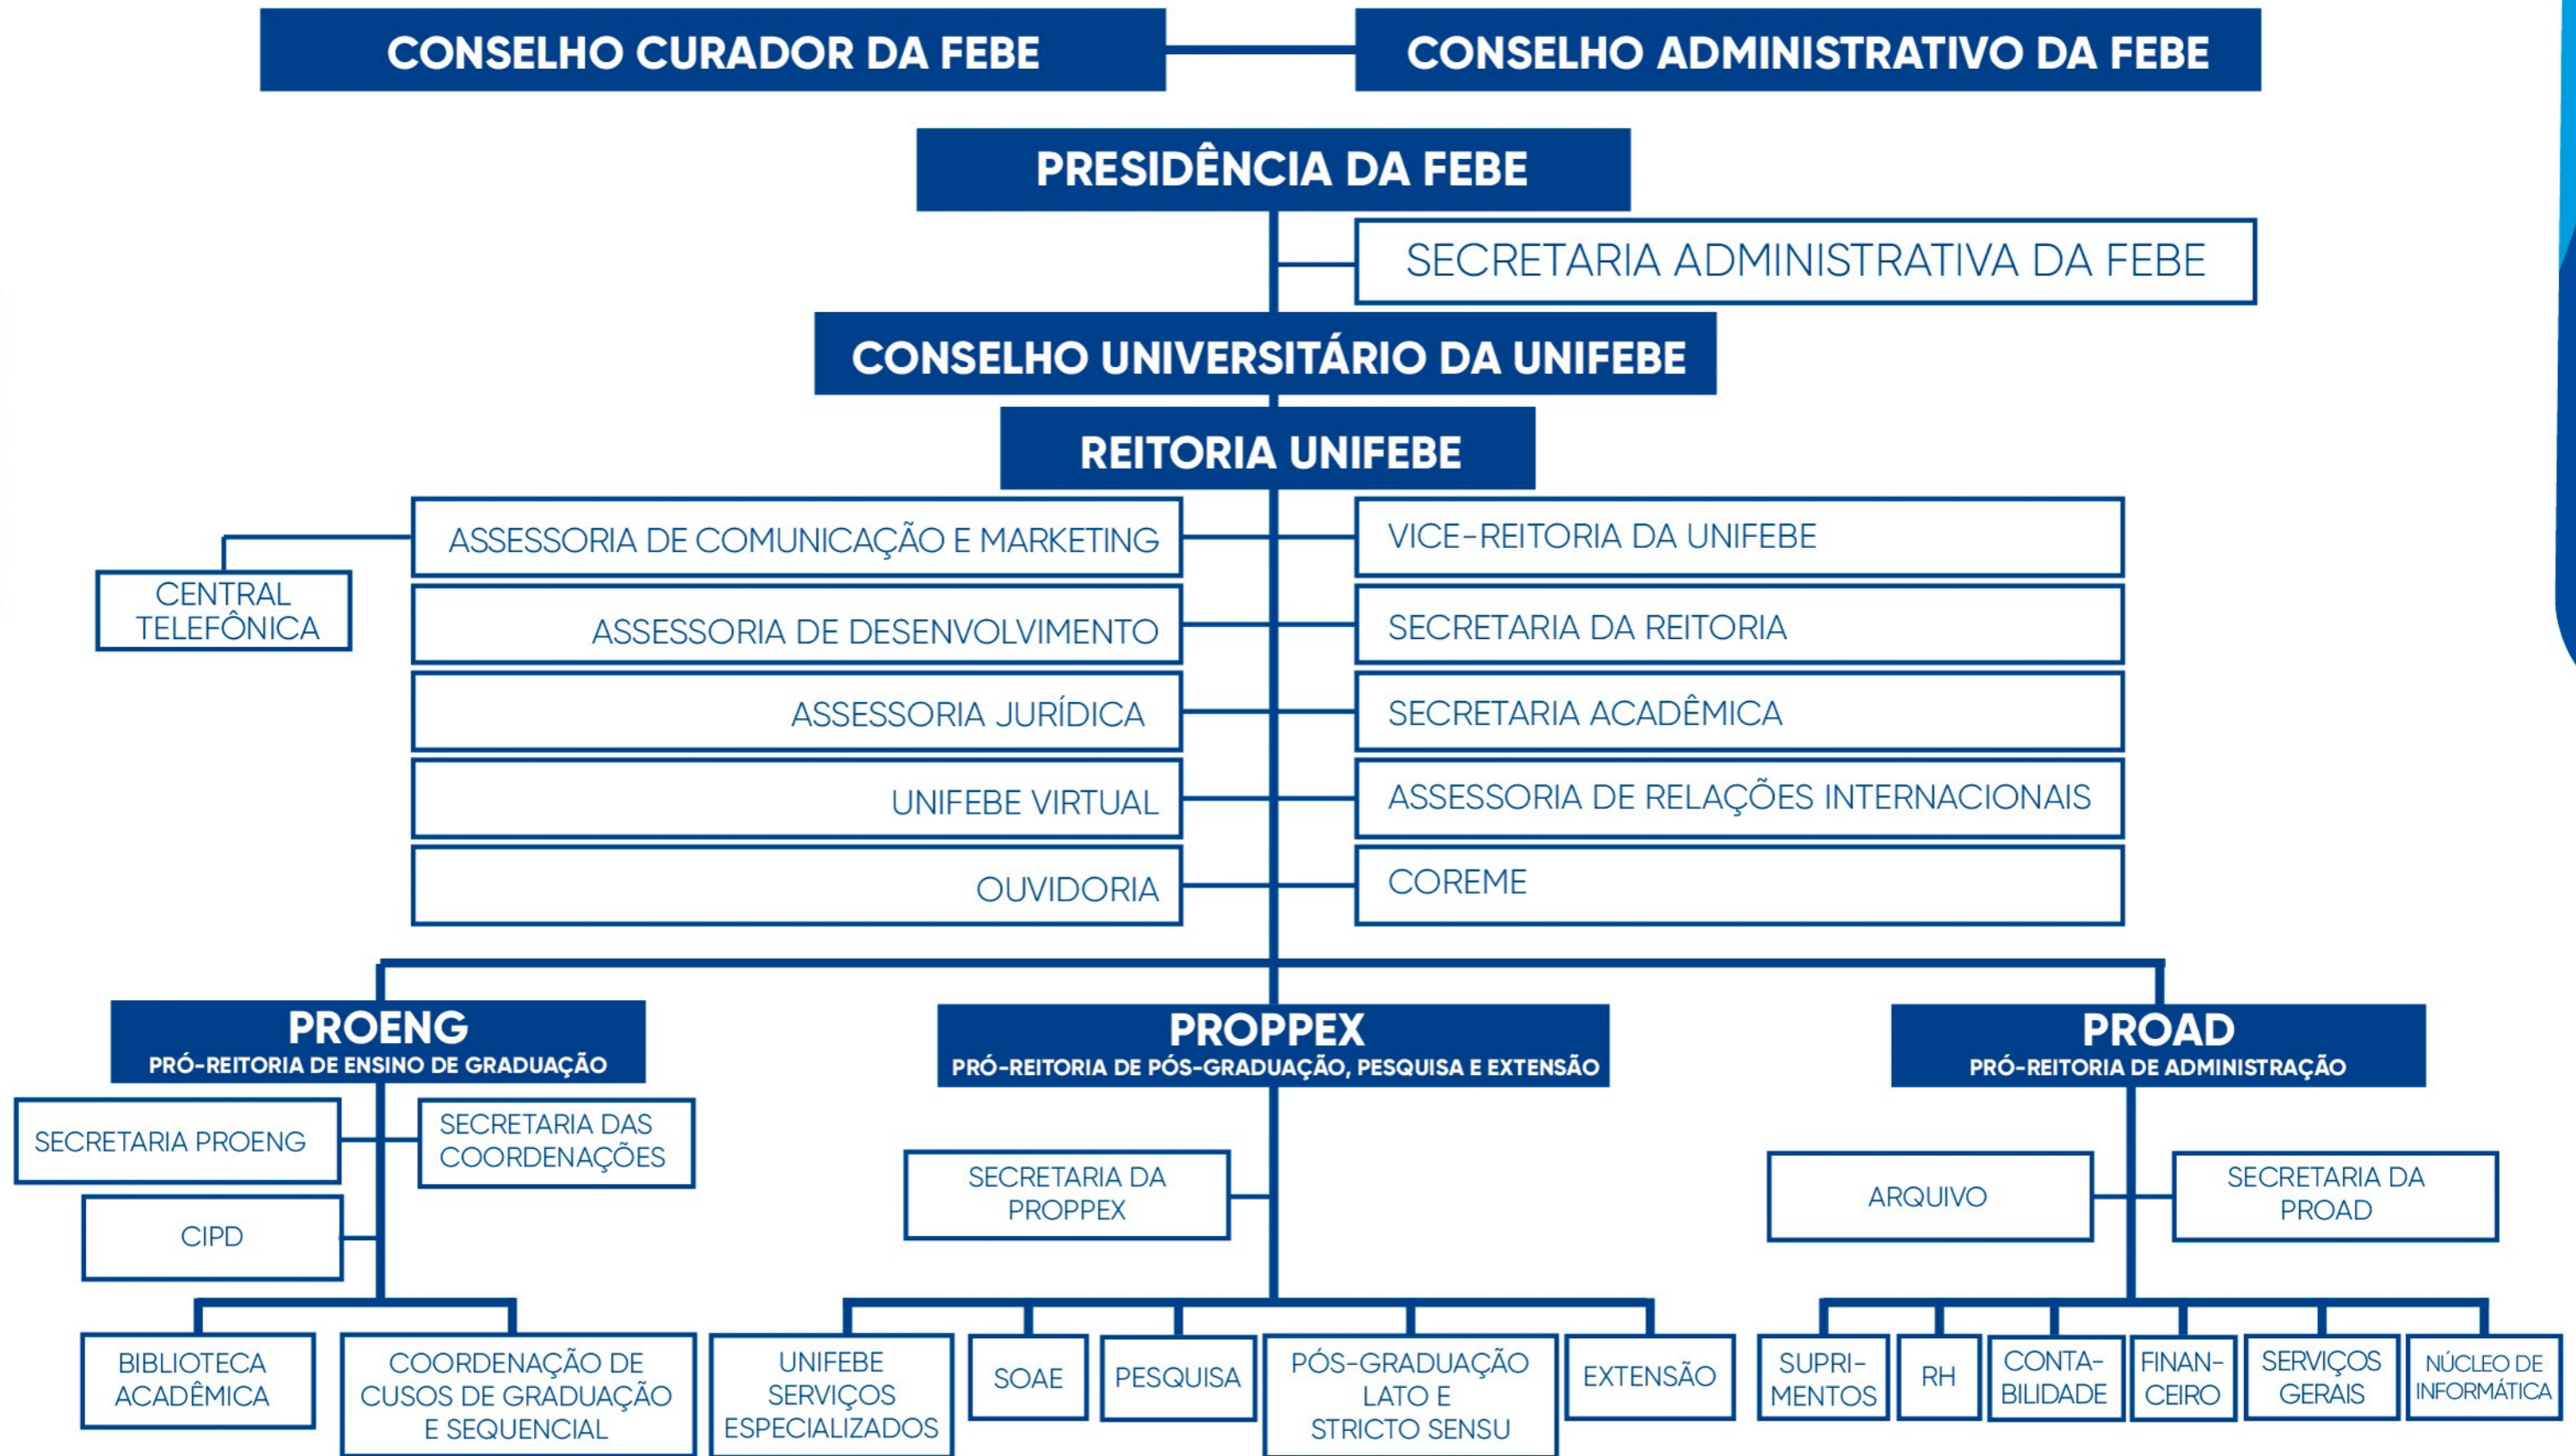 CONSELHO CURADOR DA FEBE
CONSELHO ADMINISTRATIVO DA FEBE
PRESIDÊNCIA DA FEBE
SECRETARIA ADMINISTRATIVA DA FEBE
CONSELHO UNIVERSITÁRIO DA UNIFEBE
REITORIA UNIFEBE
ASSESSORIA DE COMUNICAÇÃO E MARKETING
VICE-REITORIA DA UNIFEBE
CENTRAL
TELEFÔNICA
ASSESSORIA DE DESENVOLVIMENTO
SECRETARIA DA REITORIA
ASSESSORIA JURÍDICA
SECRETARIA ACADÊMICA
UNIFEBE VIRTUAL
ASSESSORIA DE RELAÇÕES INTERNACIONAIS
OUVIDORIA
COREME
PROENG
PRÓ-REITORIA DE ENSINO DE GRADUAÇÃO
PROPPEX
PRÓ-REITORIA DE PÓS-GRADUAÇÃO, PESQUISA E EXTENSÃO
PROAD
PRÓ-REITORIA DE ADMINISTRAÇÃO
SECRETARIA PROENG
SECRETARIA DAS
COORDENAÇÕES
CIPD
SECRETARIA DA
PROPPEX
ARQUIVO
SECRETARIA DA
PROAD
BIBLIOTECA
ACADÊMICA
COORDENAÇÃO DE
CUSOS DE GRADUAÇÃO
E SEQUENCIAL
UNIFEBE
SERVIÇOS
ESPECIALIZADOS
SOAE
PESQUISA
PÓS-GRADUAÇÃO
LATO E
STRICTO SENSU
EXTENSÃO
SUPRI-
MENTOS
RH
CONTA-
BILIDADE
FINAN-
CEIRO
SERVIÇOS
GERAIS
NÚCLEO DE
INFORMÁTICA